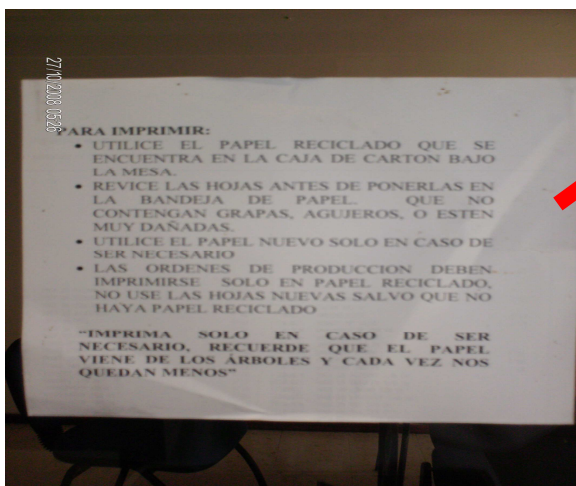 27/10/2008 05:26
PARA IMPRIMIR:
• UTILICE EL PAPEL RECICLADO QUE SE
ENCUENTRA EN LA CAJA DE CARTON BAJO
LA MESA.
• REVICE LAS HOJAS ANTES DE PONERLAS EN
LA BANDEJA DE PAPEL. QUE NO
CONTENGAN GRAPAS, AGUJEROS, O ESTEN
MUY DAÑADAS.
• UTILICE EL PAPEL NUEVO SOLO EN CASO DE
SER NECESARIO
• LAS ORDENES DE PRODUCCION DEBEN
IMPRIMIRSE SOLO EN PAPEL RECICLADO,
NO USE LAS HOJAS NUEVAS SALVO QUE NO
HAYA PAPEL RECICLADO
“IMPRIMA SOLO EN CASO DE SER
NECESARIO, RECUERDE QUE EL PAPEL
VIENE DE LOS ÁRBOLES Y CADA VEZ NOS
QUEDAN MENOS”